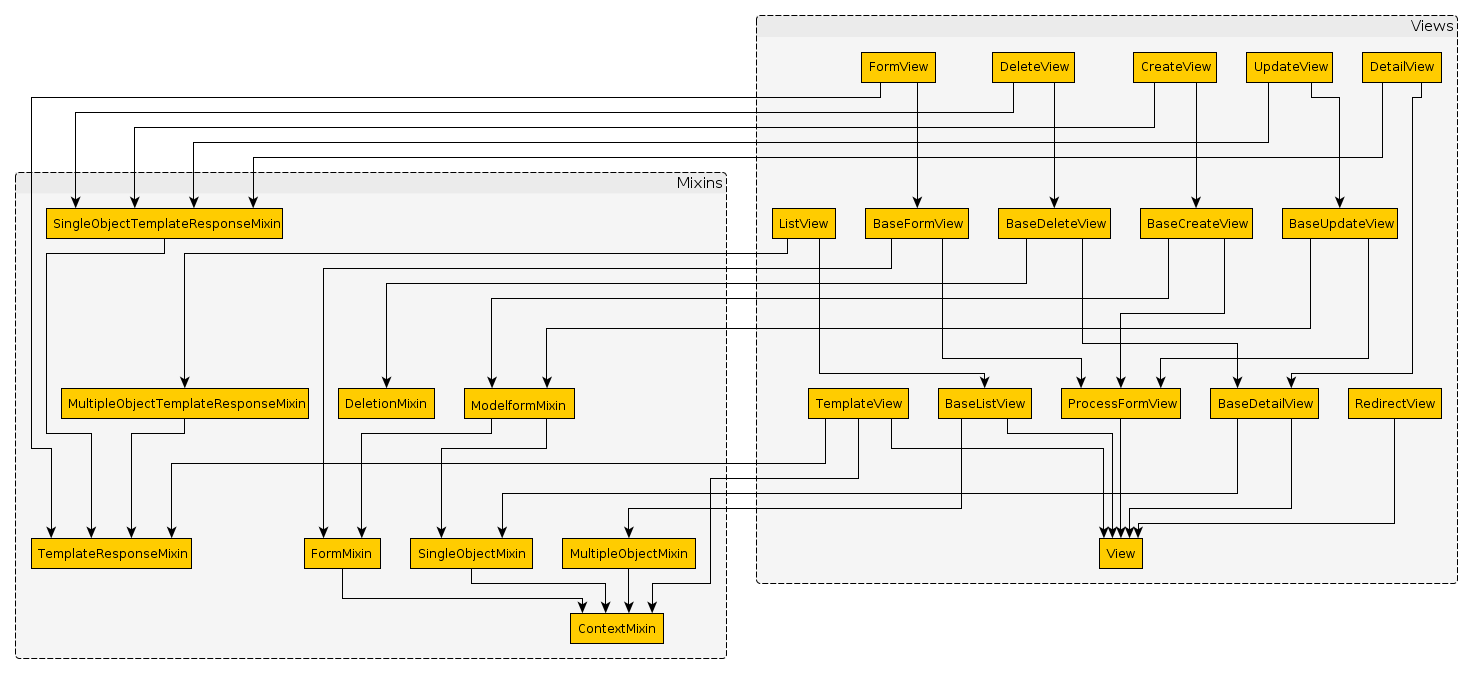 Views
FormView
DeleteView
CreateView
UpdateView
DetailView
Mixins
SingleObjectTemplateResponseMixin
ListView
BaseFormView
BaseDeleteView
BaseCreateView
BaseUpdateView
MultipleObjectTemplateResponseMixin
DeletionMixin
ModelformMixin
TemplateView
BaseListView
ProcessFormView
BaseDetailView
RedirectView
TemplateResponseMixin
FormMixin
SingleObjectMixin
MultipleObjectMixin
View
ContextMixin